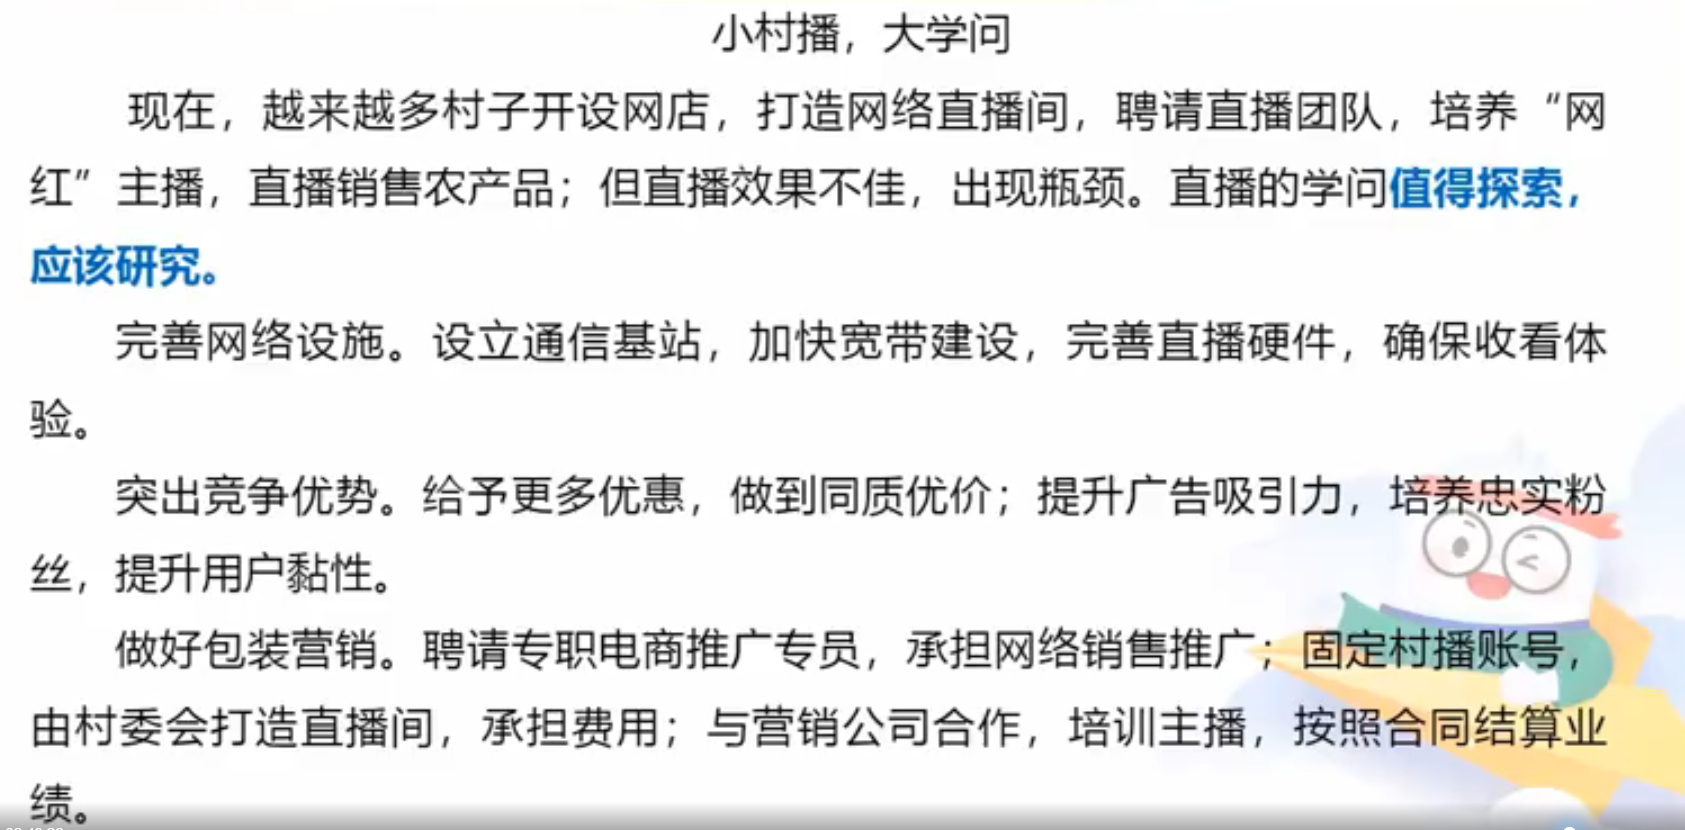 小村播，大学问
现在，越来越多村子开设网店，打造网络直播间，聘请直播团队，培养“网
红”主播，直播销售农产品；但直播效果不佳，出现瓶颈。直播的学问值得探索，
应该研究。
完善网络设施。设立通信基站，加快宽带建设，完善直播硬件，确保收看体
验。
突出竞争优势。给予更多优惠，做到同质优价；提升广告吸引力，培养忠实粉
丝，提升用户黏性。
做好包装营销。聘请专职电商推广专员，承担网络销售推广；固定村播账号，
由村委会打造直播间，承担费用；与营销公司合作，培训主播，按照合同结算业
绩。